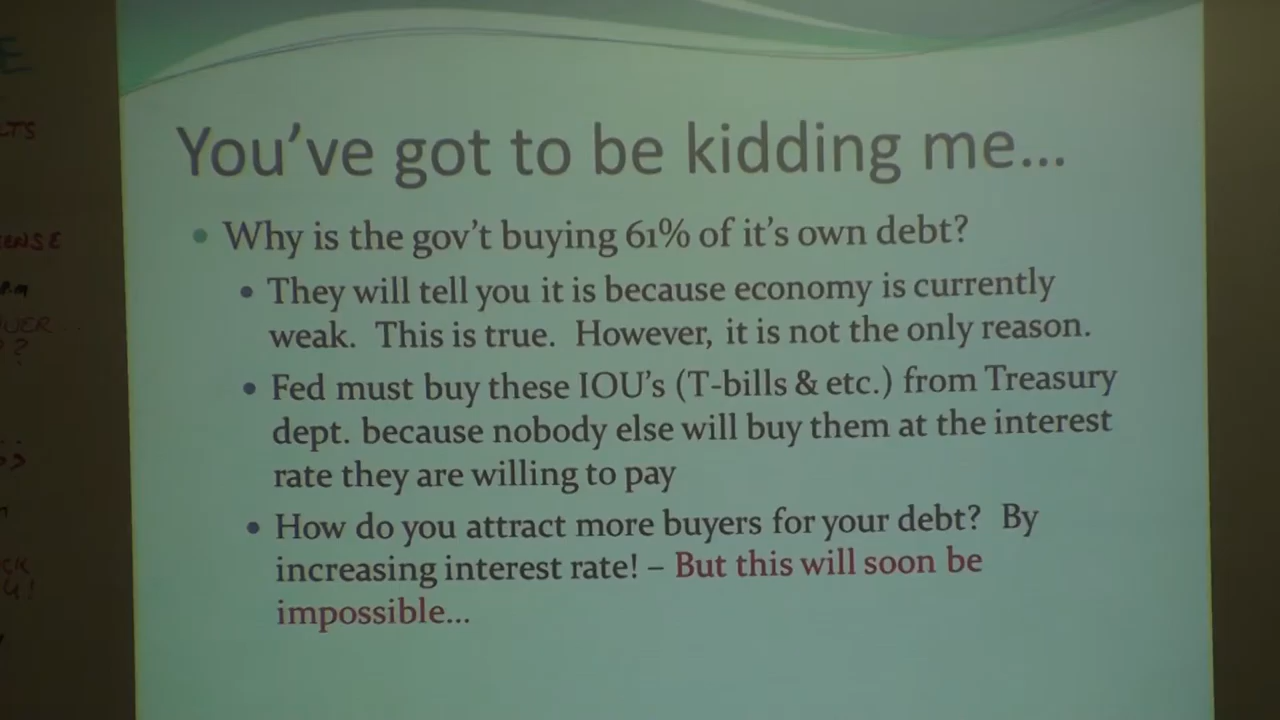 E
LTS
ENSE
P.M
UER
?
You've got to be kidding me...
• Why is the gov't buying 61% of it's own debt?
• They will tell you it is because economy is currently
weak. This is true. However, it is not the only reason.
• Fed must buy these IOU's (T-bills & etc.) from Treasury
dept. because nobody else will buy them at the interest
rate they are willing to pay
• How do you attract more buyers for your debt? By
increasing interest rate! – But this will soon be
impossible...